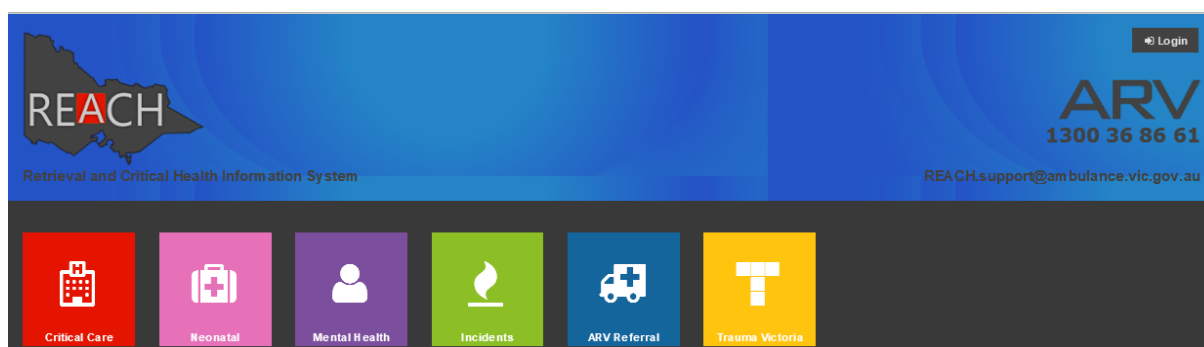 Login
REACH
ARV
1300 36 86 61
Retrieval and Critical Health Information System
REACH.support@ambulance.vic.gov.au
H
Critical Care
Neonatal
Mental Health
Incidents
ARV Referral
T
Trauma Victoria